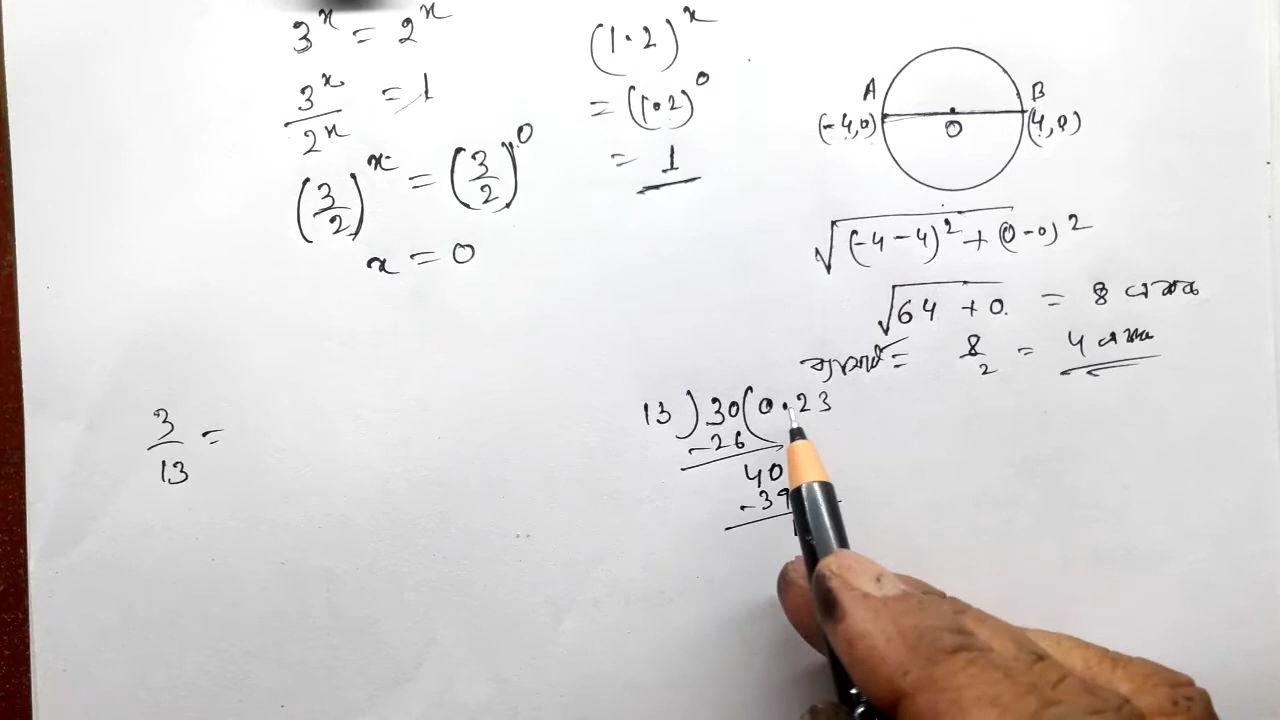 3^x = 2^x
3^x / 2^x = 1
(3/2)^x = (3/2)^0
x = 0
(1.2)^x
= (1.2)^0
= 1
A B
(-4,0) O (4,0)
√(-4-4)^2 + (0-0)^2
√64 + 0 = 8 একক
ব্যাসার্ধ = 8/2 = 4 একক
3/13 =
13 ) 30 ( 0.23
-26
40
-39
1